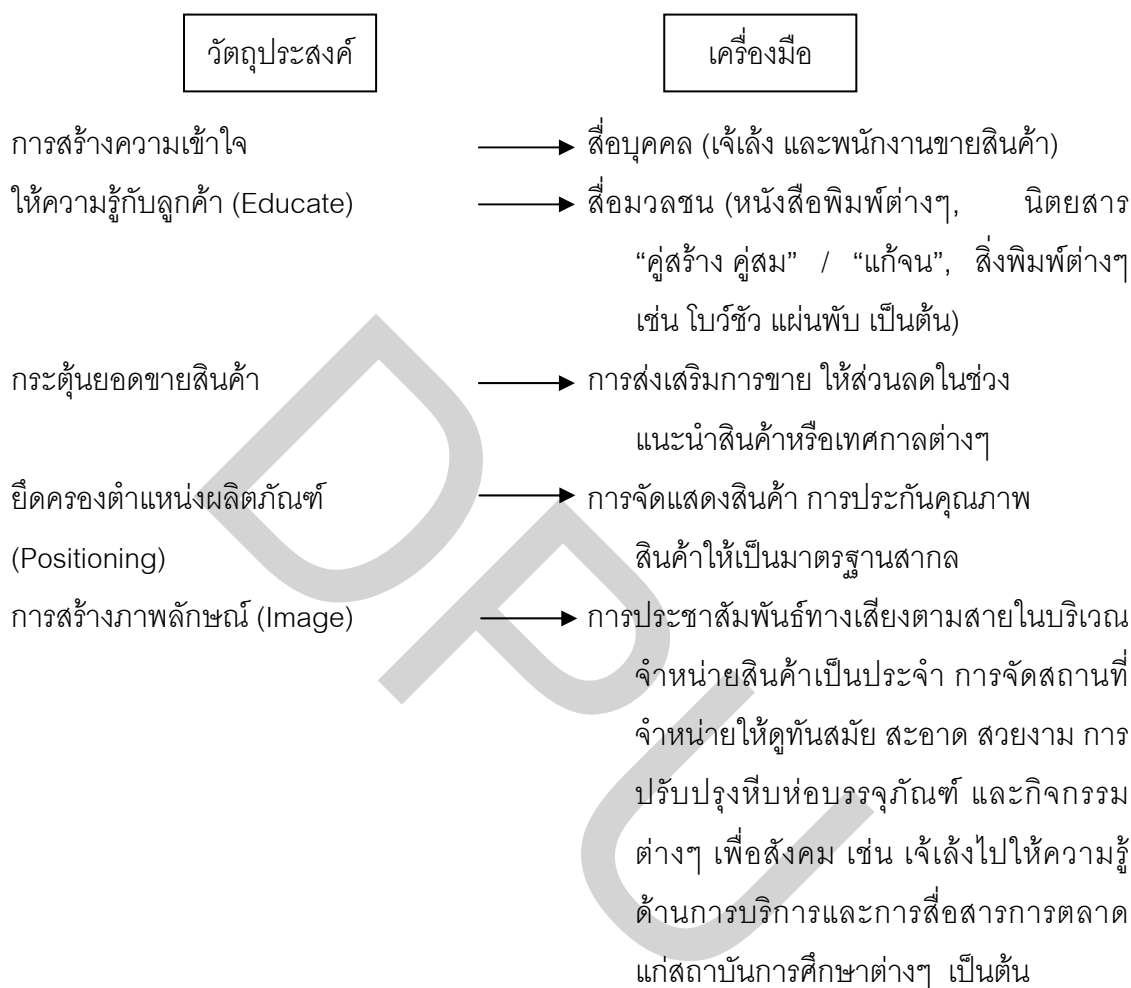 วัตถุประสงค์ เครื่องมือ
การสร้างความเข้าใจ สื่อบุคคล (เจ้เล้ง และพนักงานขายสินค้า)
ให้ความรู้กับลูกค้า (Educate) สื่อมวลชน (หนังสือพิมพ์ต่างๆ, นิตยสาร
“คู่สร้าง คู่สม” / “แก้จน”, สิ่งพิมพ์ต่างๆ
เช่น โบว์ชัว แผ่นพับ เป็นต้น)
กระตุ้นยอดขายสินค้า การส่งเสริมการขาย ให้ส่วนลดในช่วง
แนะนำสินค้าหรือเทศกาลต่างๆ
ยึดครองตำแหน่งผลิตภัณฑ์ การจัดแสดงสินค้า การประกันคุณภาพ
(Positioning) สินค้าให้เป็นมาตรฐานสากล
การสร้างภาพลักษณ์ (Image) การประชาสัมพันธ์ทางเสียงตามสายในบริเวณ
จำหน่ายสินค้าเป็นประจำ การจัดสถานที่
จำหน่ายให้ดูทันสมัย สะอาด สวยงาม การ
ปรับปรุงหีบห่อบรรจุภัณฑ์ และกิจกรรม
ต่างๆ เพื่อสังคม เช่น เจ้เล้งไปให้ความรู้
ด้านการบริการและการสื่อสารการตลาด
แก่สถาบันการศึกษาต่างๆ เป็นต้น
DPU